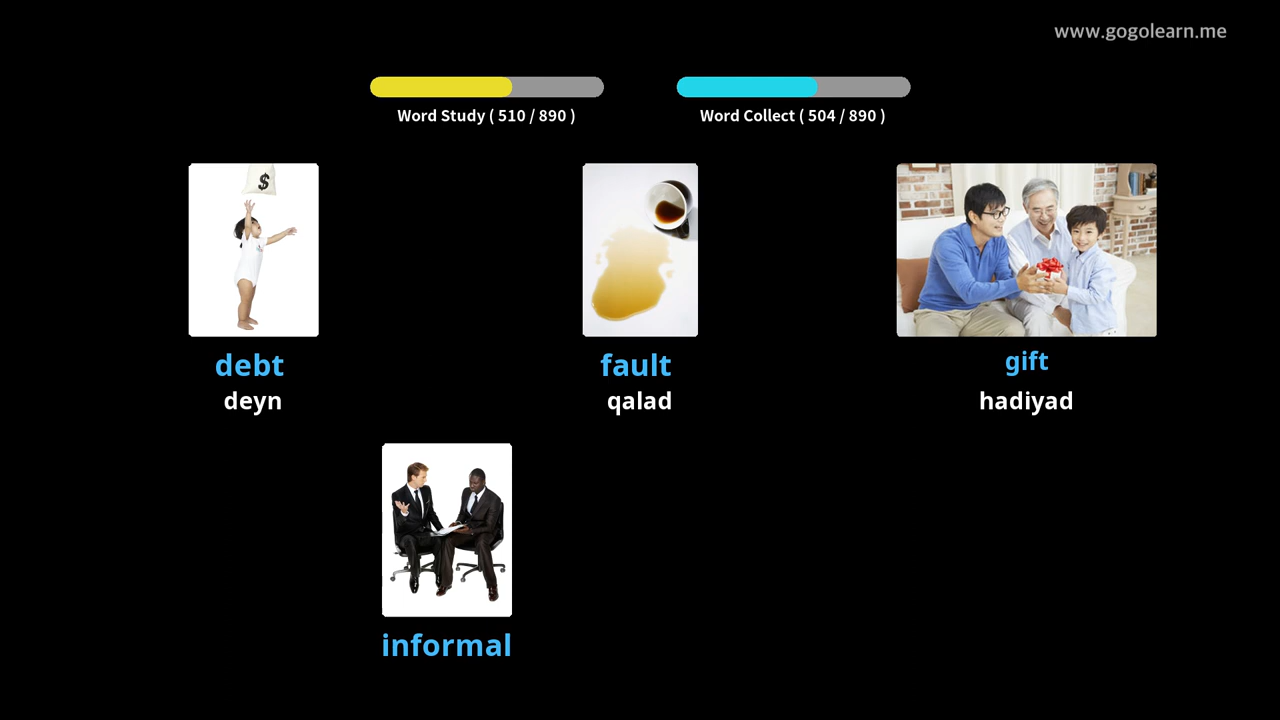 www.gogolearn.me
Word Study ( 510 / 890 )
Word Collect ( 504 / 890 )
$
debt
deyn
fault
qalad
gift
hadiyad
informal